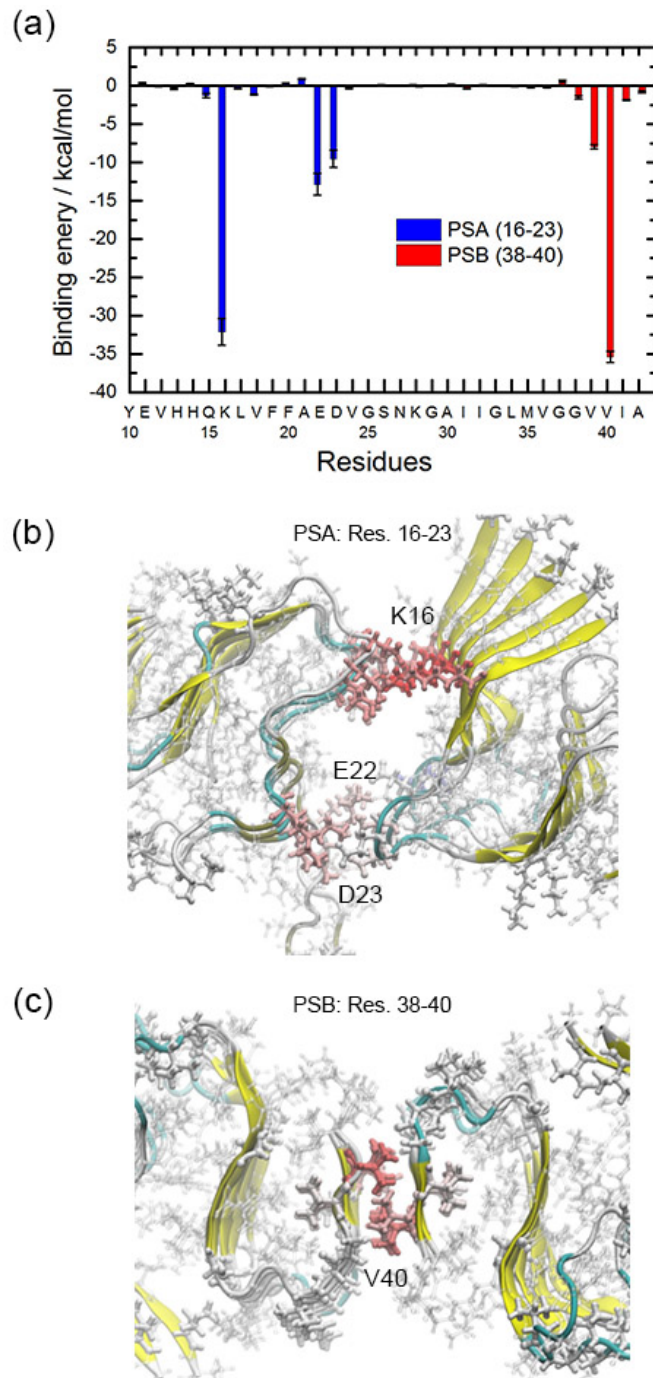 (a)
5
0
-5
-10
-15
-20
-25
-30
-35
-40
Binding enery / kcal/mol
PSA (16-23)
PSB (38-40)
Y E V H H Q K L V F F A E D V G S N K G A I I G L M V G G V V I A
10 15 20 25 30 35 40
Residues
(b)
PSA: Res. 16-23
K16
E22
D23
(c)
PSB: Res. 38-40
V40